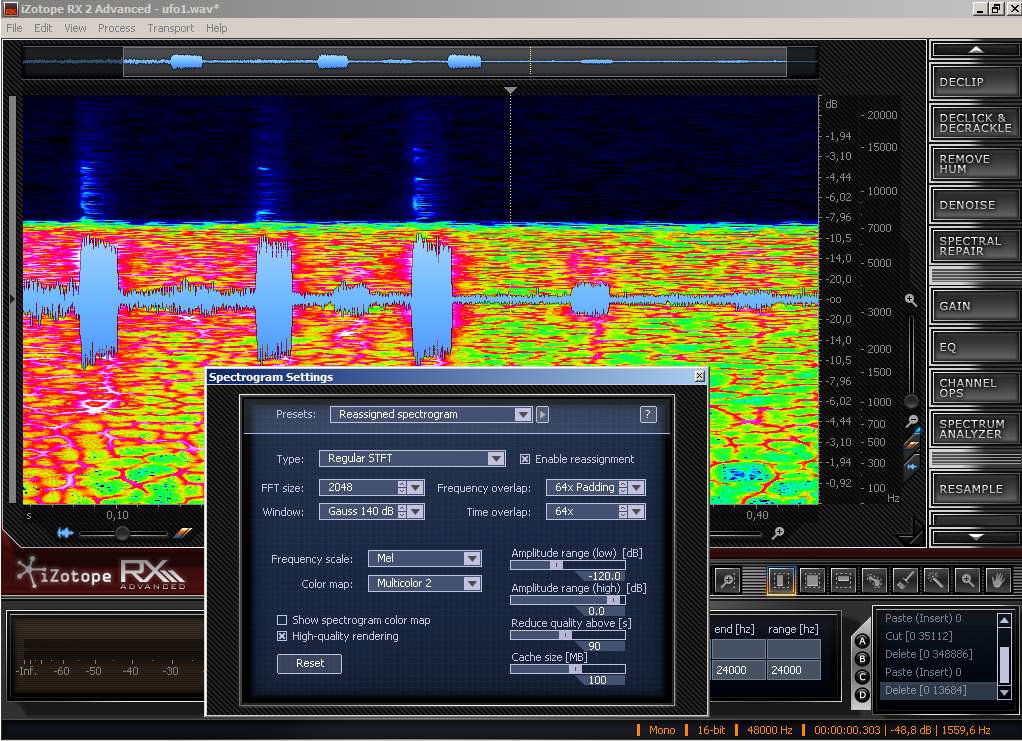 iZotope RX 2 Advanced - ufo1.wav*
File Edit View Process Transport Help
dB
-1,94
-3,10
-4,44
-6,02
-7,96
-10,5
-14,0
-20,0
-oo
-20,0
-14,0
-10,5
-7,96
-6,02
-4,44
-3,10
-1,94
-0,92
20000
15000
10000
7000
5000
3000
2000
1500
1000
700
500
300
100
Hz
s 0,10 0,40
DECLIP
DECLICK &
DECRACKLE
REMOVE
HUM
DENOISE
SPECTRAL
REPAIR
GAIN
EQ
CHANNEL
OPS
SPECTRUM
ANALYZER
RESAMPLE
Spectrogram Settings
Presets: Reassigned spectrogram ?
Type: Regular STFT Enable reassignment
FFT size: 2048 Frequency overlap: 64x Padding
Window: Gauss 140 dB Time overlap: 64x
Frequency scale: Mel
Color map: Multicolor 2
Show spectrogram color map
High-quality rendering
Reset
Amplitude range (low) [dB]
-120.0
Amplitude range (high) [dB]
0.0
Reduce quality above [s]
90
Cache size [MB]
100
iZotope RX
ADVANCED
-Inf. -60 -50 -40 -30
end [hz] range [hz]
24000 24000
A
B
C
D
Paste (Insert) 0
Cut [0 35112]
Delete [0 348886]
Paste (Insert) 0
Delete [0 13684]
Mono 16-bit 48000 Hz 00:00:00.303 | -48,8 dB | 1559,6 Hz